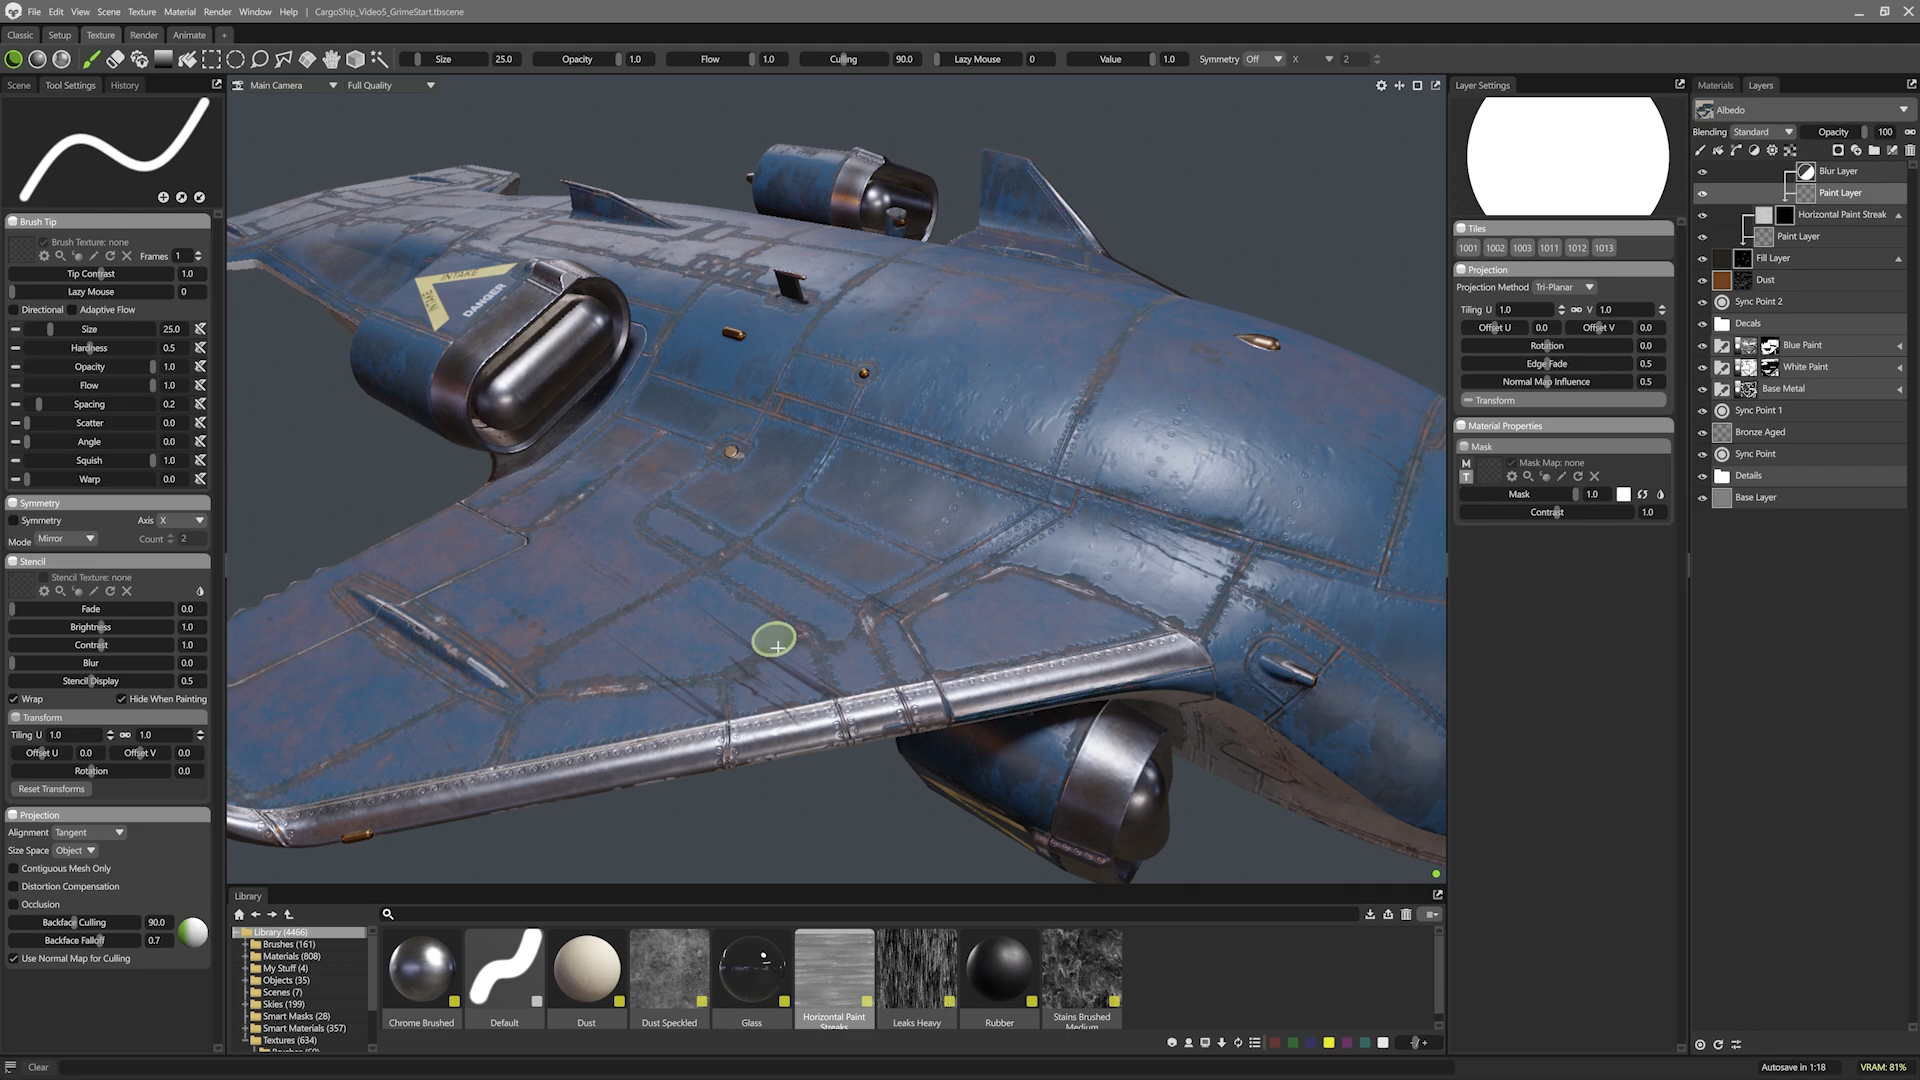 File Edit View Scene Texture Material Render Window Help | CargoShip_Video5_GrimeStart.tbscene
Classic Setup Texture Render Animate +
Size 25.0 Opacity 1.0 Flow 1.0 Culling 90.0 Lazy Mouse 0 Value 1.0 Symmetry Off X 2
Scene Tool Settings History
Brush Tip
Brush Texture: none
Frames 1
Tip Contrast 1.0
Lazy Mouse 0
Directional Adaptive Flow
Size 25.0
Hardness 0.5
Opacity 1.0
Flow 1.0
Spacing 0.2
Scatter 0.0
Angle 0.0
Squish 1.0
Warp 0.0
Symmetry
Symmetry Axis X
Mode Mirror Count 2
Stencil
Stencil Texture: none
Fade 0.0
Brightness 1.0
Contrast 1.0
Blur 0.0
Stencil Display 0.5
Wrap Hide When Painting
Transform
Tiling U 1.0 1.0
Offset U 0.0 Offset V 0.0
Rotation 0.0
Reset Transforms
Projection
Alignment Tangent
Size Space Object
Contiguous Mesh Only
Distortion Compensation
Occlusion
Backface Culling 90.0
Backface Falloff 0.7
Use Normal Map for Culling
Main Camera Full Quality
INTAKE
DANGER
Library
Library (4466)
Brushes (161)
Materials (808)
My Stuff (4)
Objects (35)
Scenes (7)
Skies (199)
Smart Masks (28)
Smart Materials (357)
Textures (634)
Chrome Brushed
Default
Dust
Dust Speckled
Glass
Horizontal Paint
Streaks
Leaks Heavy
Rubber
Stains Brushed
Medium
Layer Settings
Tiles
1001 1002 1003 1011 1012 1013
Projection
Projection Method Tri-Planar
Tiling U 1.0 V 1.0
Offset U 0.0 Offset V 0.0
Rotation 0.0
Edge Fade 0.5
Normal Map Influence 0.5
Transform
Material Properties
Mask
M Mask Map: none
T
Mask 1.0
Contrast 1.0
Materials Layers
Albedo
Blending Standard Opacity 100
Blur Layer
Paint Layer
Horizontal Paint Streak
Paint Layer
Fill Layer
Dust
Sync Point 2
Decals
Blue Paint
White Paint
Base Metal
Sync Point 1
Bronze Aged
Sync Point
Details
Base Layer
Clear
Autosave in 1:18 VRAM: 81%